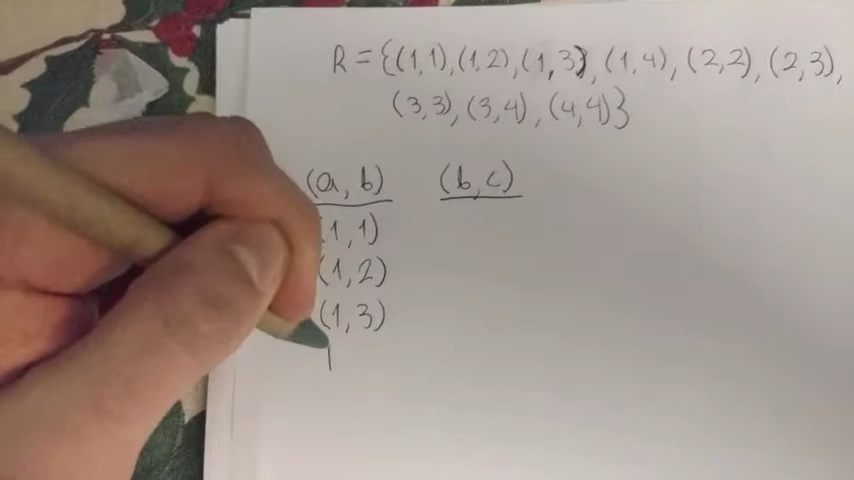 R = {(1,1), (1,2), (1,3), (1,4), (2,2), (2,3),
(3,3), (3,4), (4,4)}
(a, b) (b, c)
(1,1)
(1,2)
(1,3)